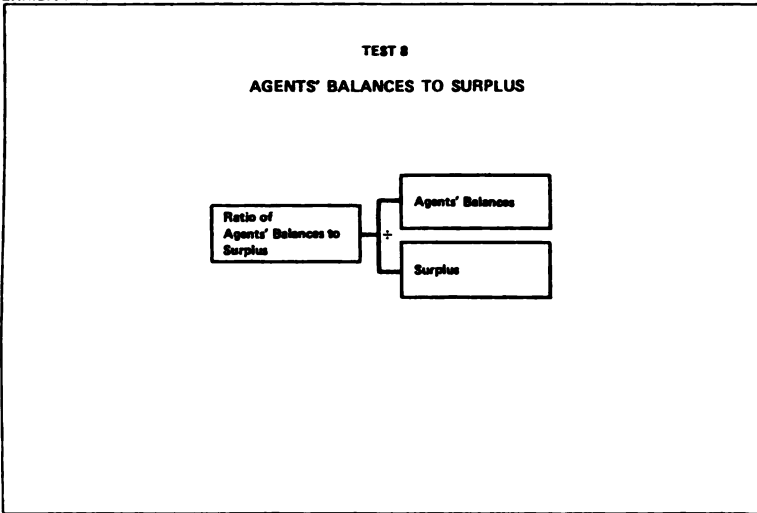 TEST 8
AGENTS' BALANCES TO SURPLUS
Ratio of
Agents' Balances to
Surplus
÷
Agents' Balances
Surplus